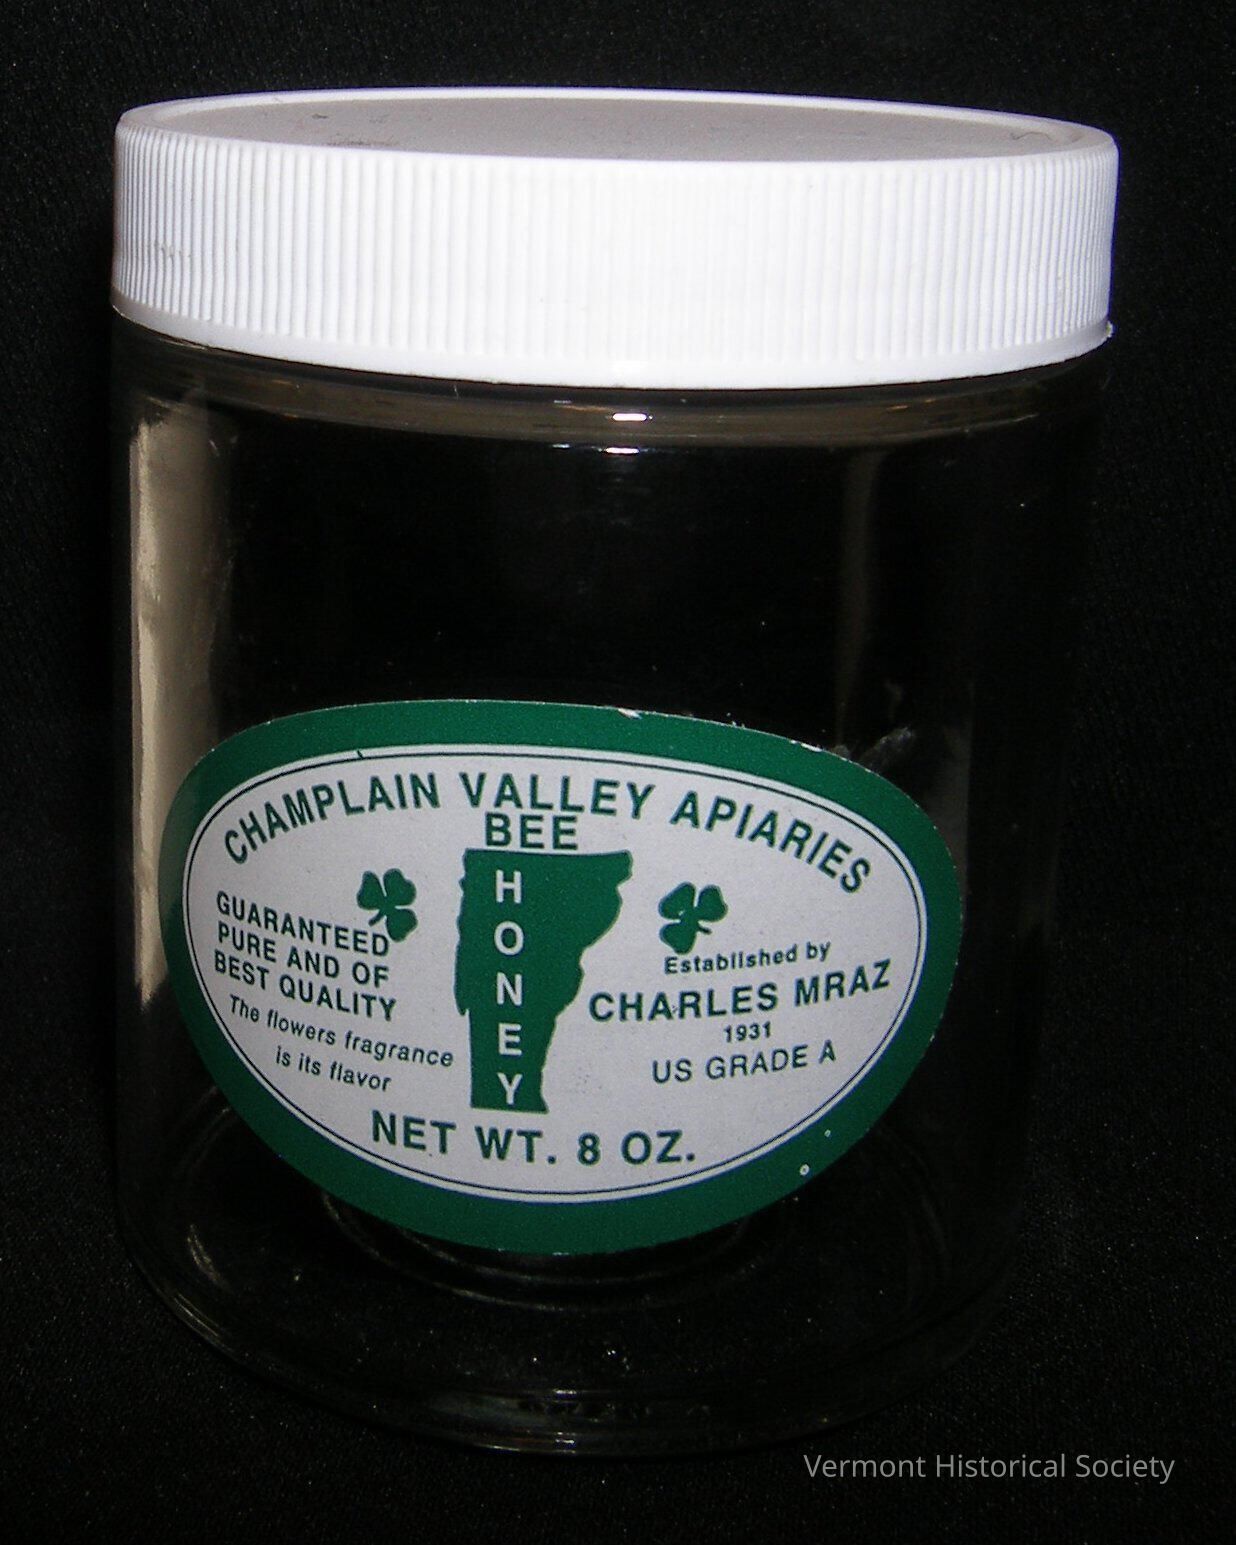 CHAMPLAIN VALLEY APIARIES
BEE
HONEY
GUARANTEED
PURE AND OF
BEST QUALITY
The flowers fragrance
is its flavor
Established by
CHARLES MRAZ
1931
US GRADE A
NET WT. 8 OZ.
Vermont Historical Society